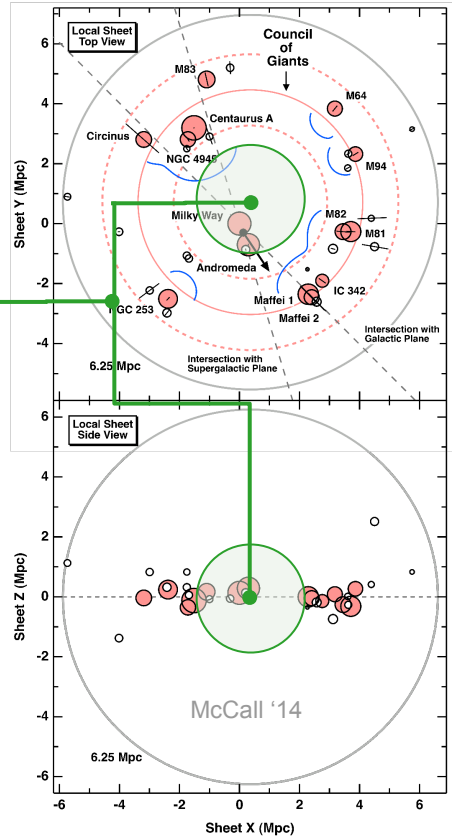 Local Sheet
Top View
Council
of
Giants
M83
M64
Centaurus A
Circinus
NGC 4945
M94
Milky Way
M82
M81
Andromeda
IC 342
Maffei 1
Maffei 2
NGC 253
Intersection with
Galactic Plane
Intersection with
Supergalactic Plane
6.25 Mpc
Sheet Y (Mpc)
6
4
2
0
-2
-4
Local Sheet
Side View
McCall ‘14
6.25 Mpc
Sheet Z (Mpc)
6
4
2
0
-2
-4
-6
-6 -4 -2 0 2 4 6
Sheet X (Mpc)